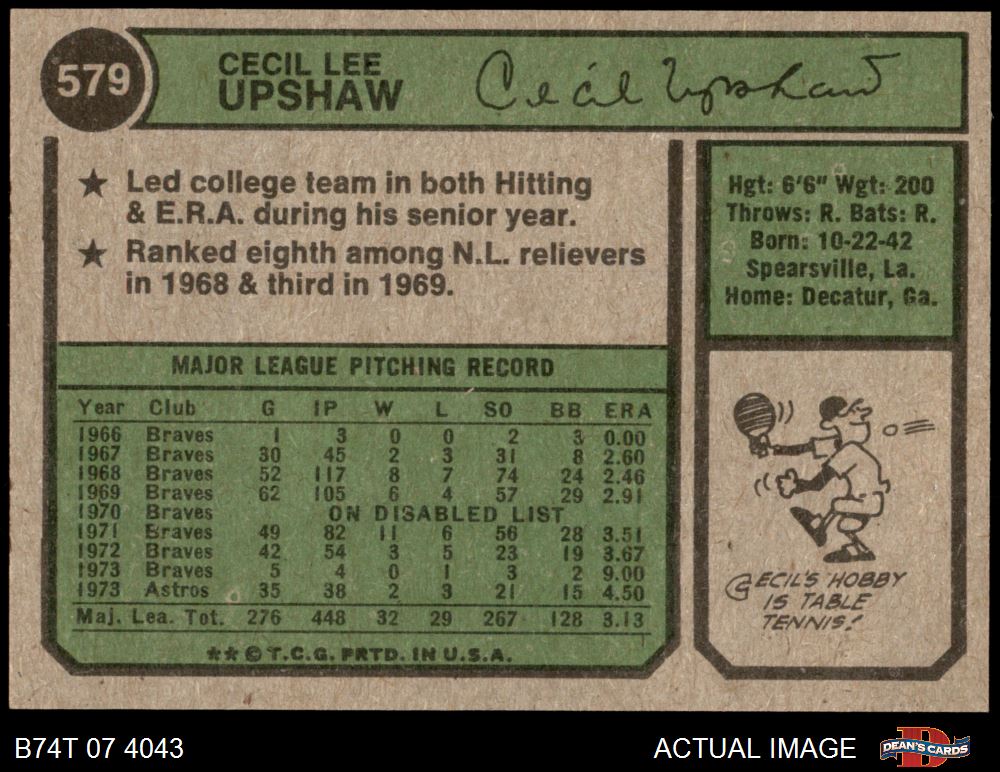 579
CECIL LEE
UPSHAW
Cecil Upshaw
★ Led college team in both Hitting
& E.R.A. during his senior year.
★ Ranked eighth among N.L. relievers
in 1968 & third in 1969.
Hgt: 6'6" Wgt: 200
Throws: R. Bats: R.
Born: 10-22-42
Spearsville, La.
Home: Decatur, Ga.
MAJOR LEAGUE PITCHING RECORD
Year Club G IP W L SO BB ERA
1966 Braves 1 3 0 0 2 3 0.00
1967 Braves 30 45 2 3 31 8 2.60
1968 Braves 52 117 8 7 74 24 2.46
1969 Braves 62 105 6 4 57 29 2.91
1970 Braves ON DISABLED LIST
1971 Braves 49 82 11 6 56 28 3.51
1972 Braves 42 54 3 5 23 19 3.67
1973 Braves 5 4 0 1 3 2 9.00
1973 Astros 35 38 2 3 21 15 4.50
Maj. Lea. Tot. 276 448 32 29 267 128 3.13
**©T.C.G. PRTD. IN U.S.A.
CECIL'S HOBBY
IS TABLE
TENNIS!
B74T 07 4043
ACTUAL IMAGE
D
DEAN'S CARDS